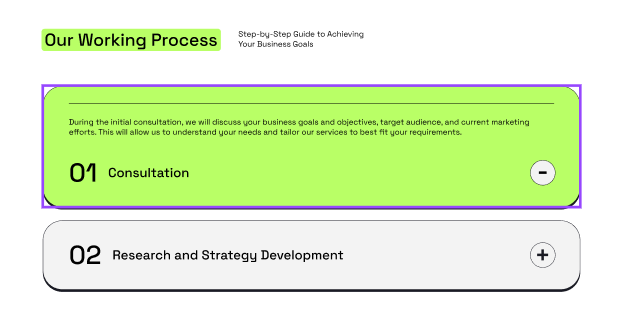 Our Working Process
Step-by-Step Guide to Achieving
Your Business Goals
During the initial consultation, we will discuss your business goals and objectives, target audience, and current marketing
efforts. This will allow us to understand your needs and tailor our services to best fit your requirements.
01 Consultation
02 Research and Strategy Development